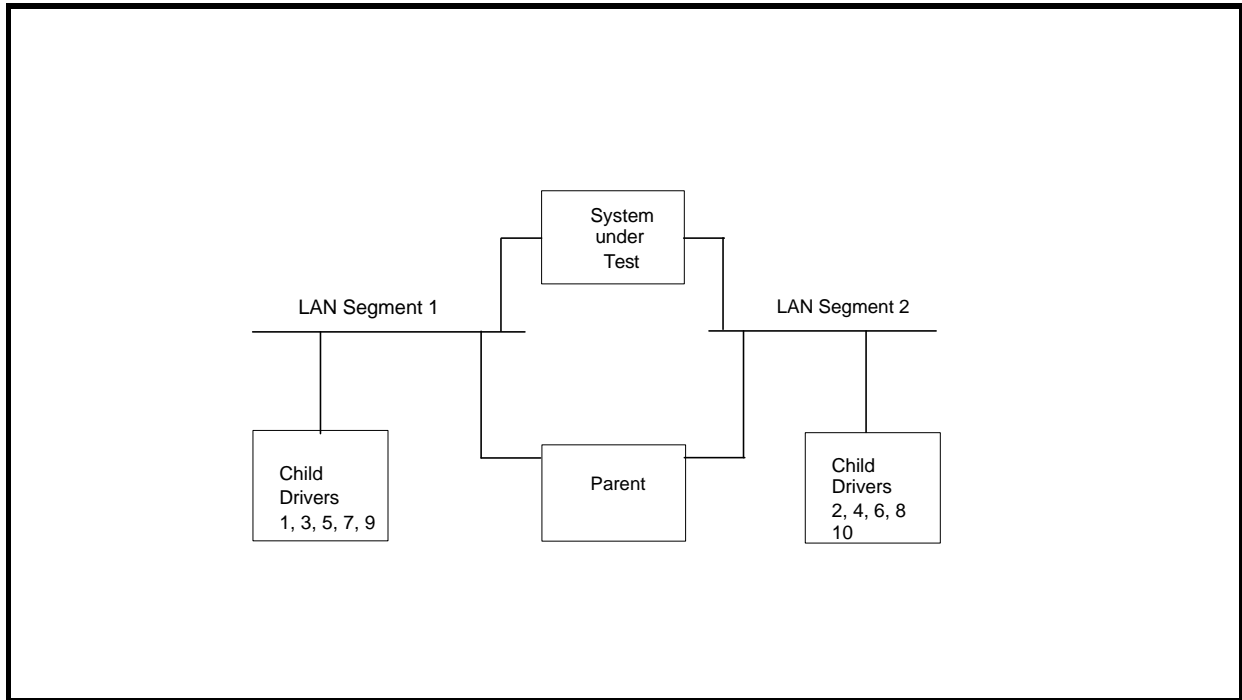 System
under
Test
LAN Segment 1
LAN Segment 2
Child
Drivers
1, 3, 5, 7, 9
Parent
Child
Drivers
2, 4, 6, 8
10